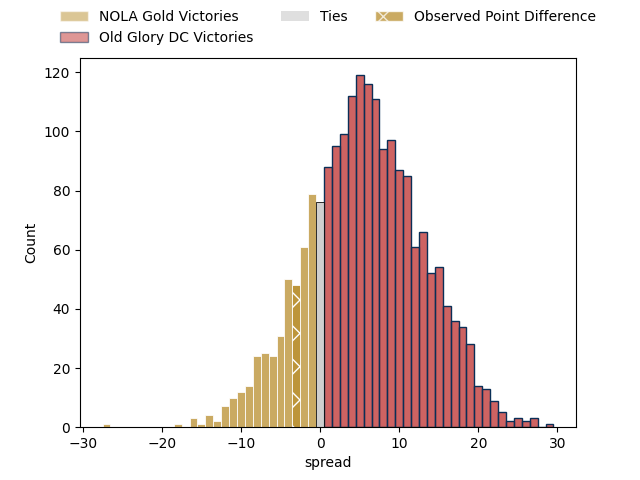 NOLA Gold Victories
Ties
Observed Point Difference
Old Glory DC Victories
120
100
80
60
40
20
0
Count
−30
−20
−10
0
10
20
30
spread